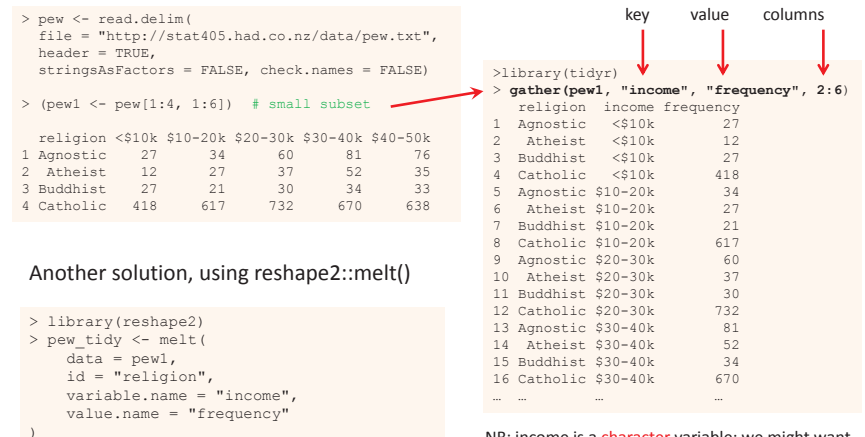 > pew <- read.delim(
  file = "http://stat405.had.co.nz/data/pew.txt",
  header = TRUE,
  stringsAsFactors = FALSE, check.names = FALSE)
> (pew1 <- pew[1:4, 1:6])  # small subset
  religion <$10k $10-20k $20-30k $30-40k $40-50k
1 Agnostic 27 34 60 81 76
2 Atheist 12 27 37 52 35
3 Buddhist 27 21 30 34 33
4 Catholic 418 617 732 670 638
Another solution, using reshape2::melt()
> library(reshape2)
> pew_tidy <- melt(
    data = pew1,
    id = "religion",
    variable.name = "income",
    value.name = "frequency"
)
key value columns
>library(tidyr)
> gather(pew1, "income", "frequency", 2:6)
   religion income frequency
1 Agnostic <$10k 27
2 Atheist <$10k 12
3 Buddhist <$10k 27
4 Catholic <$10k 418
5 Agnostic $10-20k 34
6 Atheist $10-20k 27
7 Buddhist $10-20k 21
8 Catholic $10-20k 617
9 Agnostic $20-30k 60
10 Atheist $20-30k 37
11 Buddhist $20-30k 30
12 Catholic $20-30k 732
13 Agnostic $30-40k 81
14 Atheist $30-40k 52
15 Buddhist $30-40k 34
16 Catholic $30-40k 670
… … … …
NB: income is a character variable; we might want